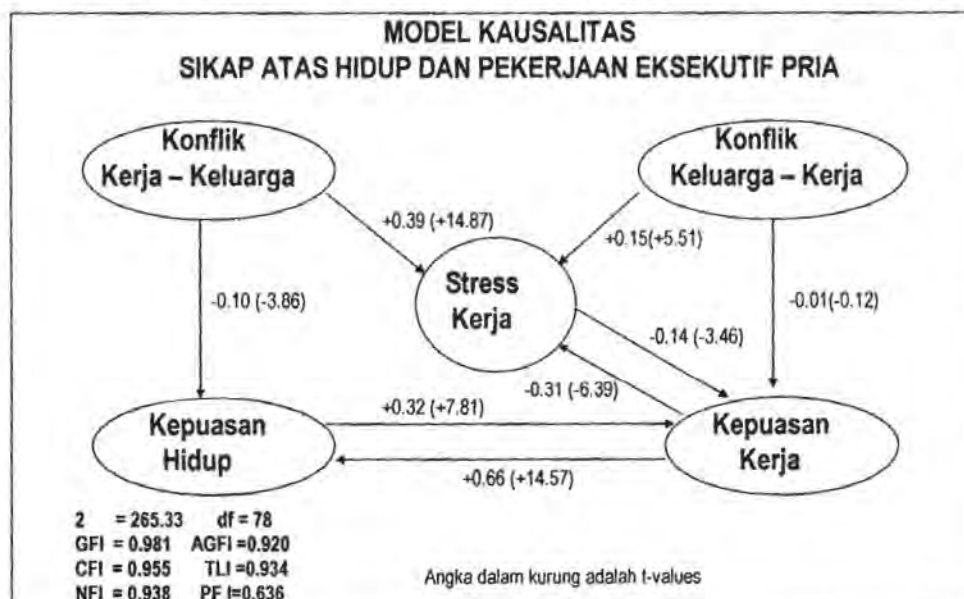 MODEL KAUSALITAS
SIKAP ATAS HIDUP DAN PEKERJAAN EKSEKUTIF PRIA
Konflik
Kerja – Keluarga
Konflik
Keluarga – Kerja
+0.39 (+14.87)
+0.15(+5.51)
Stress
Kerja
-0.10 (-3.86)
-0.01(-0.12)
-0.14 (-3.46)
-0.31 (-6.39)
+0.32 (+7.81)
Kepuasan
Hidup
Kepuasan
Kerja
+0.66 (+14.57)
2 = 265.33 df = 78
GFI = 0.981 AGFI =0.920
CFI = 0.955 TLI =0.934
NFI = 0.938 PF I=0.636
Angka dalam kurung adalah t-values